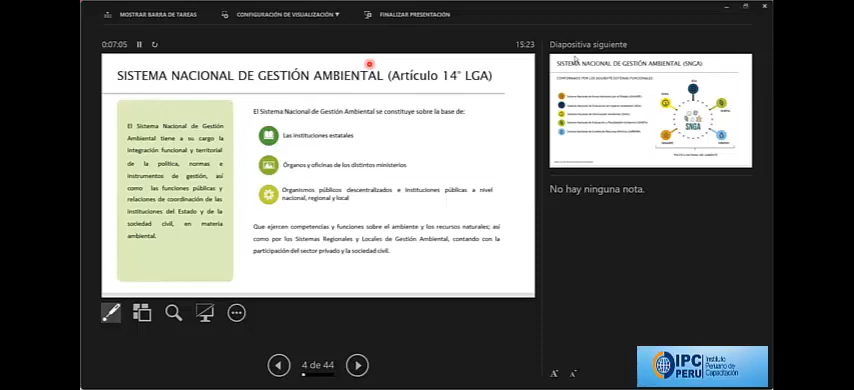 MOSTRAR BARRA DE TAREAS
CONFIGURACIÓN DE VISUALIZACIÓN ▼
FINALIZAR PRESENTACIÓN
0:07:05
15:23
SISTEMA NACIONAL DE GESTIÓN AMBIENTAL (Artículo 14° LGA)
El Sistema Nacional de Gestión
Ambiental tiene a su cargo la
integración funcional y territorial
de la política, normas e
instrumentos de gestión, así
como las funciones públicas y
relaciones de coordinación de las
instituciones del Estado y de la
sociedad civil, en materia
ambiental.
El Sistema Nacional de Gestión Ambiental se constituye sobre la base de:
Las instituciones estatales
Órganos y oficinas de los distintos ministerios
Organismos públicos descentralizados e instituciones públicas a nivel
nacional, regional y local
Que ejercen competencias y funciones sobre el ambiente y los recursos naturales; así
como por los Sistemas Regionales y Locales de Gestión Ambiental, contando con la
participación del sector privado y la sociedad civil.
4 de 44
Diapositiva siguiente
SISTEMA NACIONAL DE GESTIÓN AMBIENTAL (SNGA)
SNGA
No hay ninguna nota.
A A
IPC
PERU
Instituto
Peruano de
Capacitación